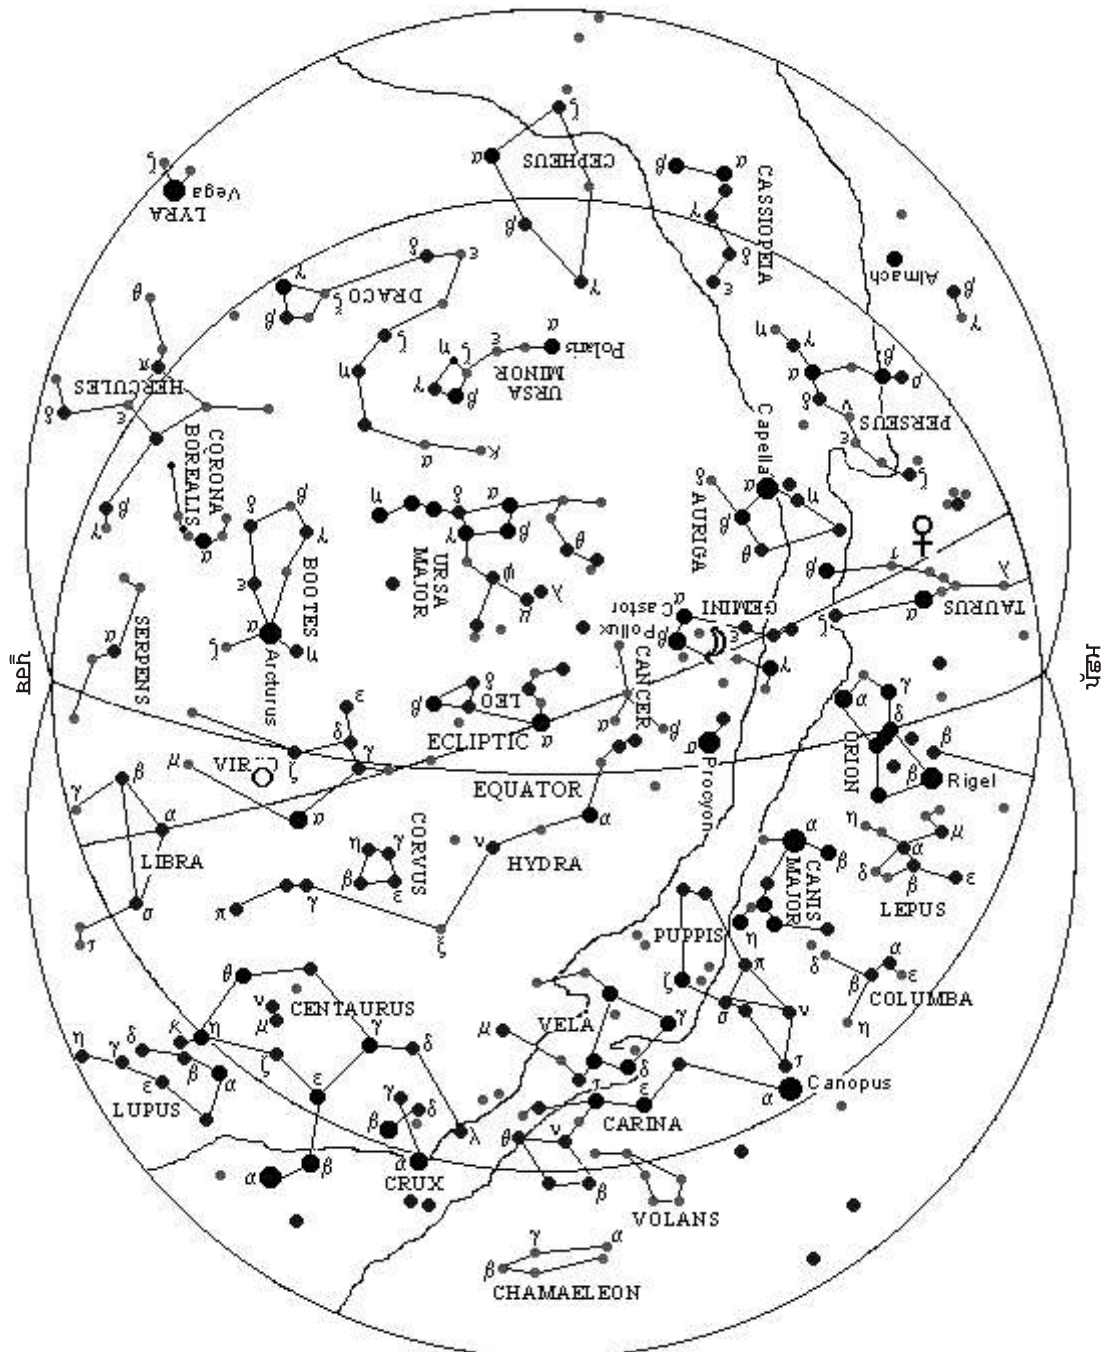 ζ
α
CEPHEUS
β
γ
ζ
Vega
LYRA
β
α
CASSIOPEIA
γ
δ
ε
Almach
β
γ
δ
ε
γ
ξ
DRACO
β
ζ
η
α
κ
θ
π
HERCULES
δ
ε
β
γ
α
Polaris
ε
ζ
η
URSA
MINOR
γ
β
η
γ
α
β
ρ
δ
ν
PERSEUS
ε
ζ
CORONA
BOREALIS
α
δ
β
γ
BOOTES
ε
α
ζ
η
Arcturus
η
δ
α
γ
β
θ
URSA
MAJOR
ψ
λ
μ
Capella
α
δ
η
AURIGA
β
θ
β
τ
λ
α
ζ
TAURUS
SERPENS
α
α
Castor
GEMINI
β
Pollux
ε
γ
CANCER
α
β
δ
LEO
β
α
ECLIPTIC
ε
δ
γ
ζ
μ
α
EQUATOR
α
Procyon
α
γ
δ
ORION
β
β
Rigel
γ
β
α
LIBRA
σ
τ
η
γ
CORVUS
β
ε
ν
α
HYDRA
π
γ
ξ
α
β
CANIS
MAJOR
η
η
μ
α
δ
β
ε
LEPUS
PUPPIS
ζ
π
σ
ν
τ
δ
α
β
ε
COLUMBA
η
θ
ν
CENTAURUS
μ
κ
η
γ
δ
ζ
ε
η
γ
δ
β
α
ε
LUPUS
μ
VELA
γ
δ
ε
α
Canopus
CARINA
γ
δ
β
λ
α
CRUX
α
β
θ
ν
β
VOLANS
γ
α
β
CHAMAELEON